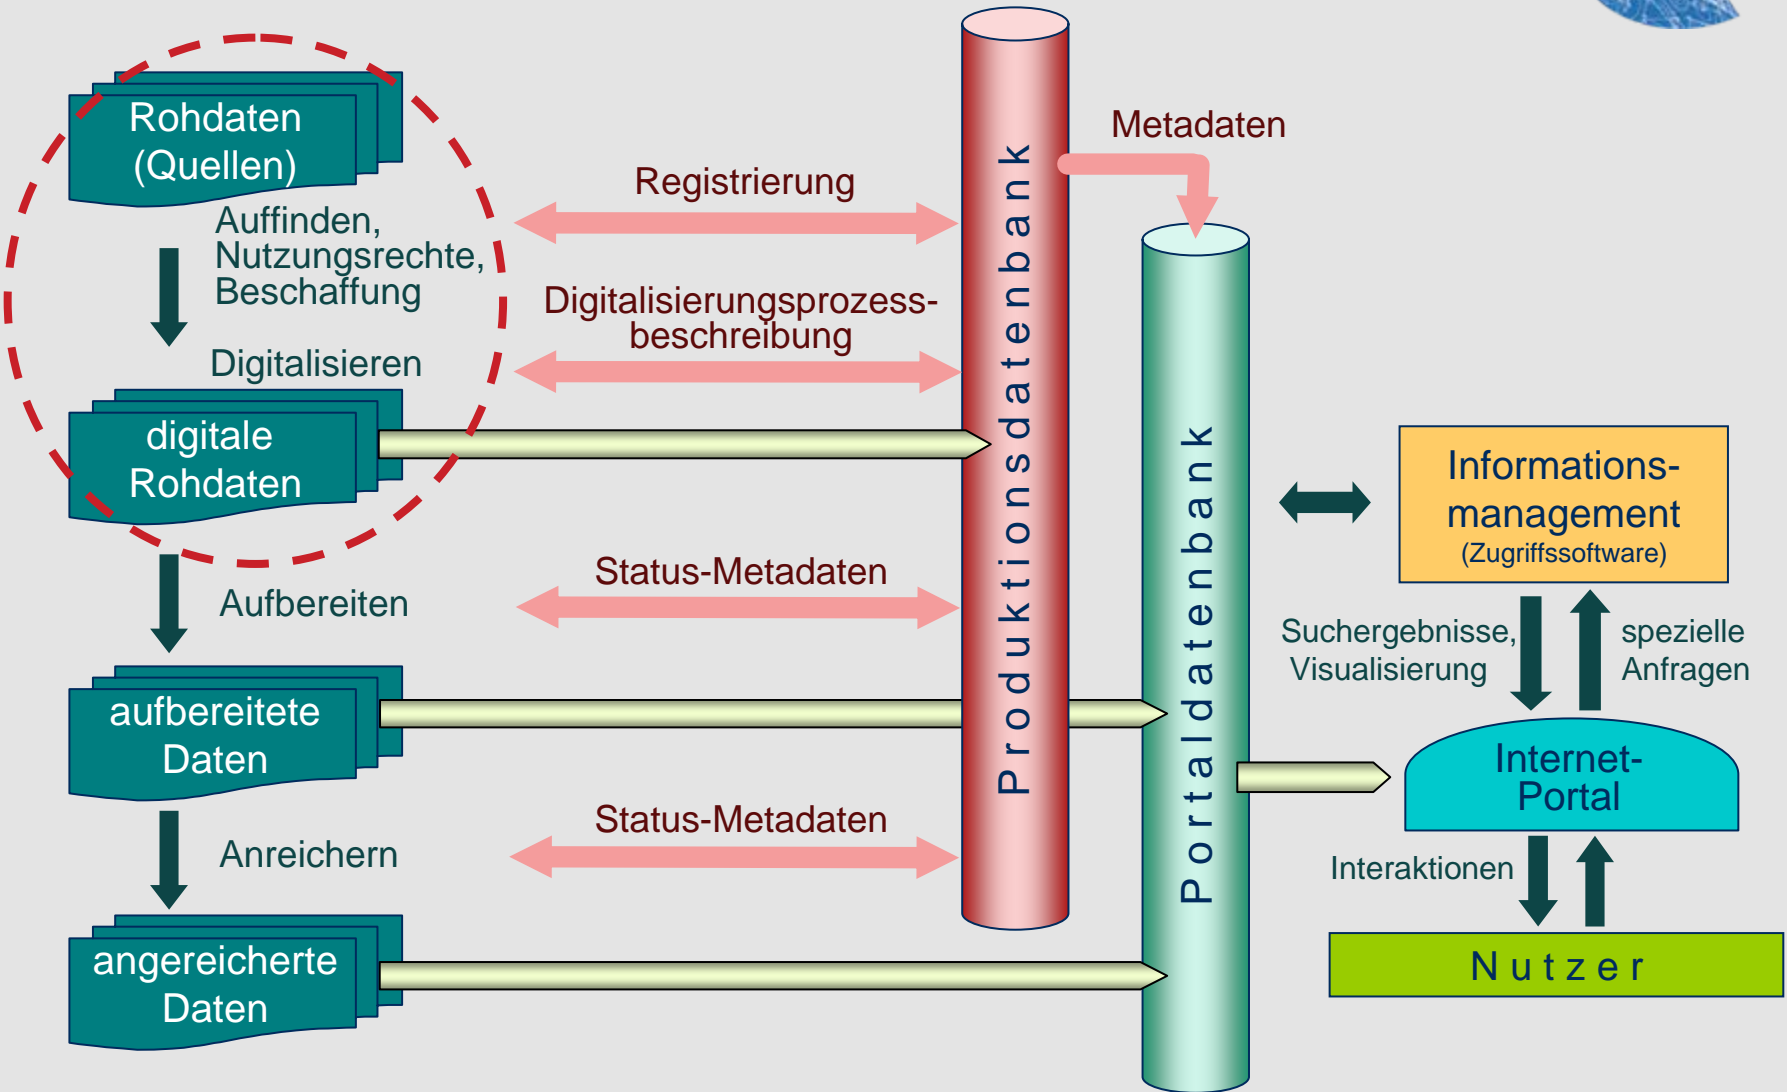 Rohdaten
(Quellen)
Auffinden,
Nutzungsrechte,
Beschaffung
Digitalisieren
digitale
Rohdaten
Aufbereiten
aufbereitete
Daten
Anreichern
angereicherte
Daten
Registrierung
Digitalisierungsprozess-
beschreibung
Status-Metadaten
Status-Metadaten
Produktionsdatenbank
Metadaten
Portaldatenbank
Informations-
management
(Zugriffssoftware)
Suchergebnisse,
Visualisierung
spezielle
Anfragen
Internet-
Portal
Interaktionen
Nutzer